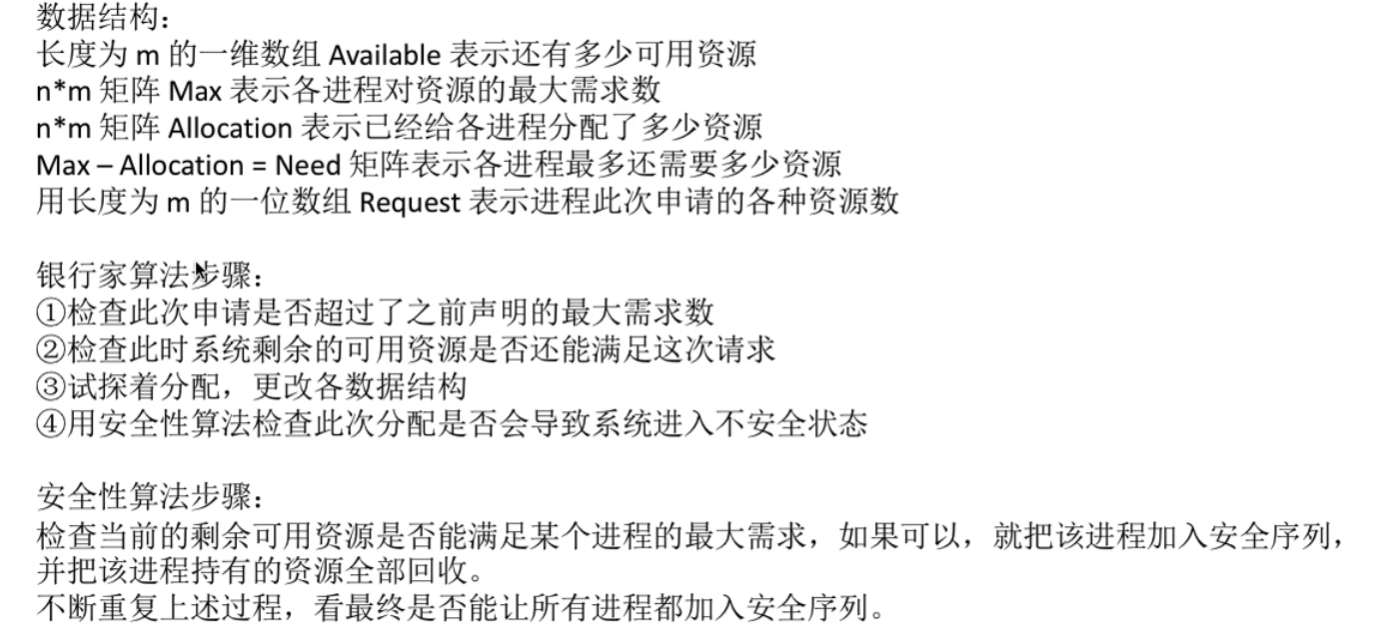 数据结构：
长度为 m 的一维数组 Available 表示还有多少可用资源
n*m 矩阵 Max 表示各进程对资源的最大需求数
n*m 矩阵 Allocation 表示已经给各进程分配了多少资源
Max – Allocation = Need 矩阵表示各进程最多还需要多少资源
用长度为 m 的一位数组 Request 表示进程此次申请的各种资源数
银行家算法步骤：
①检查此次申请是否超过了之前声明的最大需求数
②检查此时系统剩余的可用资源是否还能满足这次请求
③试探着分配，更改各数据结构
④用安全性算法检查此次分配是否会导致系统进入不安全状态
安全性算法步骤：
检查当前的剩余可用资源是否能满足某个进程的最大需求，如果可以，就把该进程加入安全序列，
并把该进程持有的资源全部回收。
不断重复上述过程，看最终是否能让所有进程都加入安全序列。